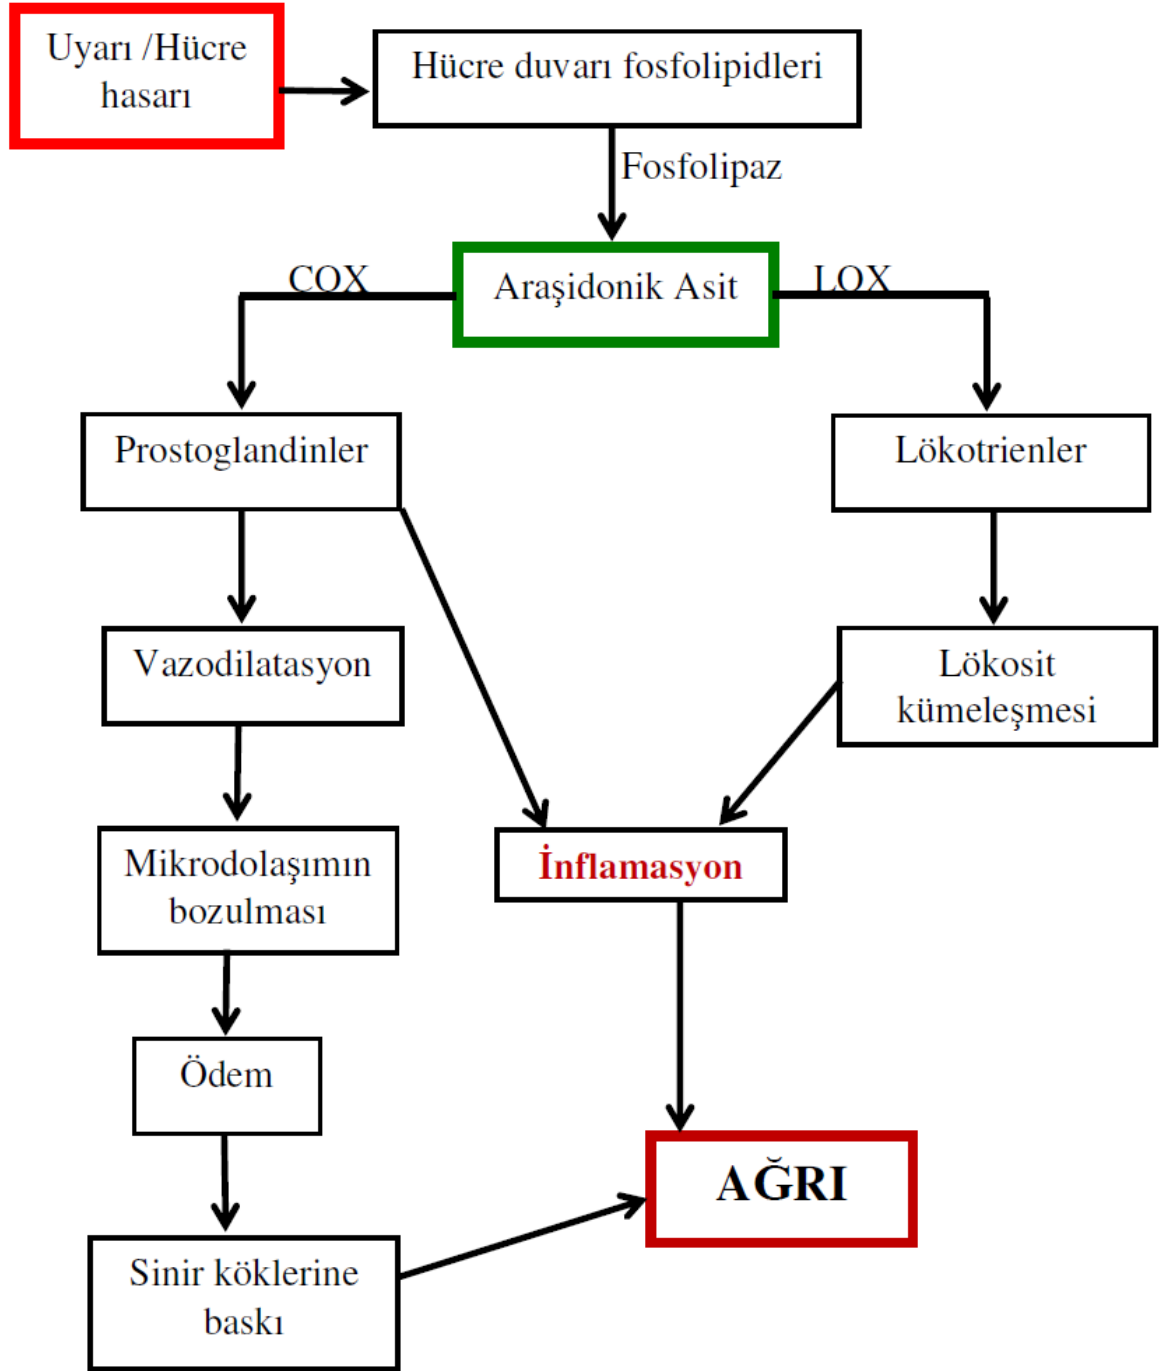 Uyarı /Hücre
hasarı
Hücre duvarı fosfolipidleri
Fosfolipaz
COX
Araşidonik Asit
LOX
Prostoglandinler
Lökotrienler
Vazodilatasyon
Lökosit
kümeleşmesi
Mikrodolaşımın
bozulması
İnflamasyon
Ödem
AĞRI
Sinir köklerine
baskı